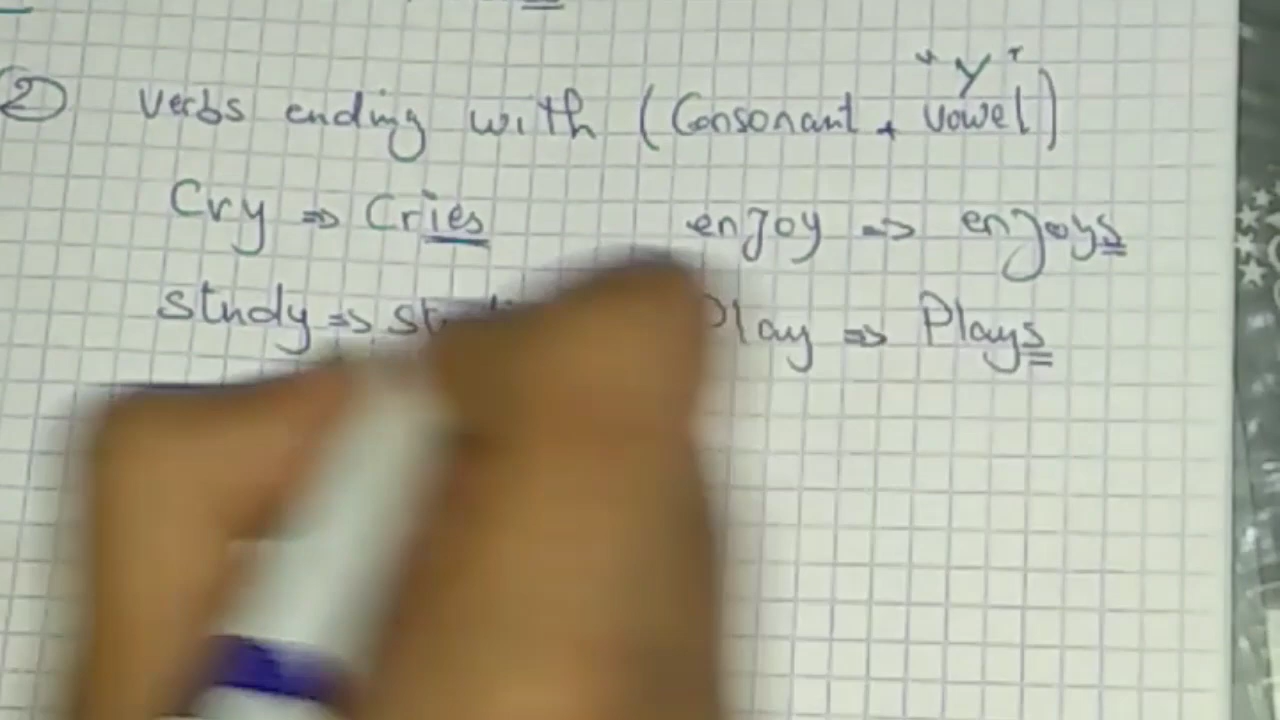 "y"
② Verbs ending with (Consonant + vowel)
Cry ⇒ Cries enjoy ⇒ enjoys
Study ⇒ Play ⇒ Plays